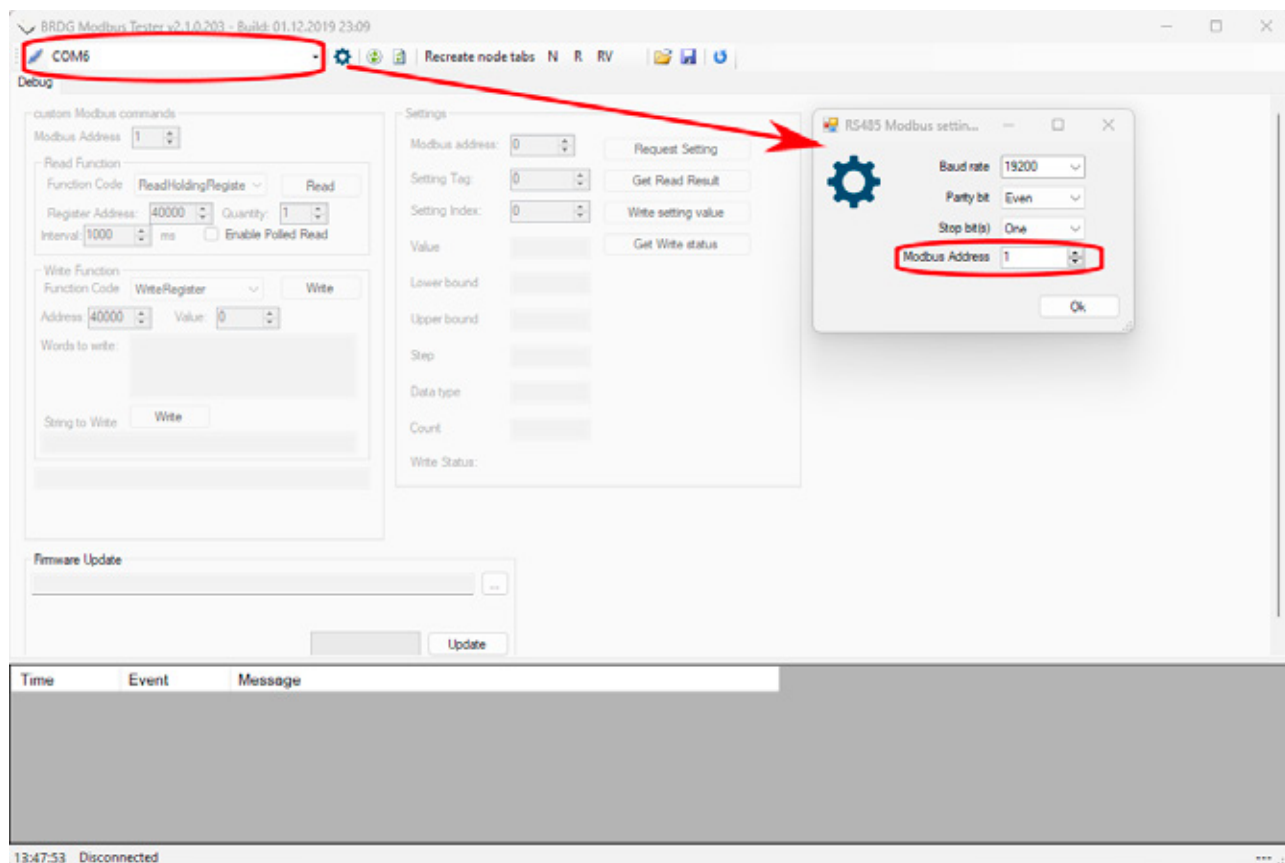 BRDG Modbus Tester v2.1.0.203 - Build: 01.12.2019 23:09
COM6 Recreate node tabs N R RV
Debug
custom Modbus commands
Modbus Address 1
Read Function
Function Code ReadHoldingRegiste Read
Register Address: 40000 Quantity: 1
Interval: 1000 ms Enable Polled Read
Write Function
Function Code WriteRegister Write
Address: 40000 Value: 0
Words to write:
String to Write Write
Settings
Modbus address: 0 Request Setting
Setting Tag: 0 Get Read Result
Setting Index: 0 Write setting value
Value Get Write status
Lower bound
Upper bound
Step
Data type
Count
Write Status:
RS485 Modbus settin...
Baud rate 19200
Parity bit Even
Stop bit(s) One
Modbus Address 1
Ok
Firmware Update
...
Update
Time Event Message
13:47:53 Disconnected